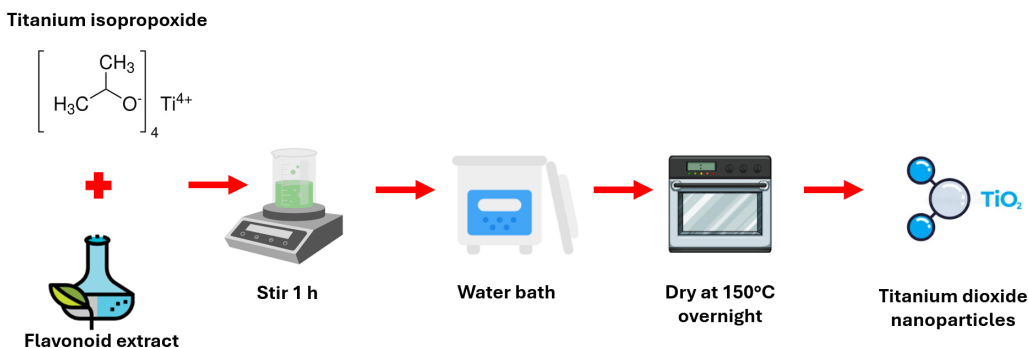 Titanium isopropoxide
CH₃
H₃C
O⁻
Ti⁴⁺
4
Flavonoid extract
Stir 1 h
Water bath
Dry at 150°C
overnight
TiO₂
Titanium dioxide
nanoparticles